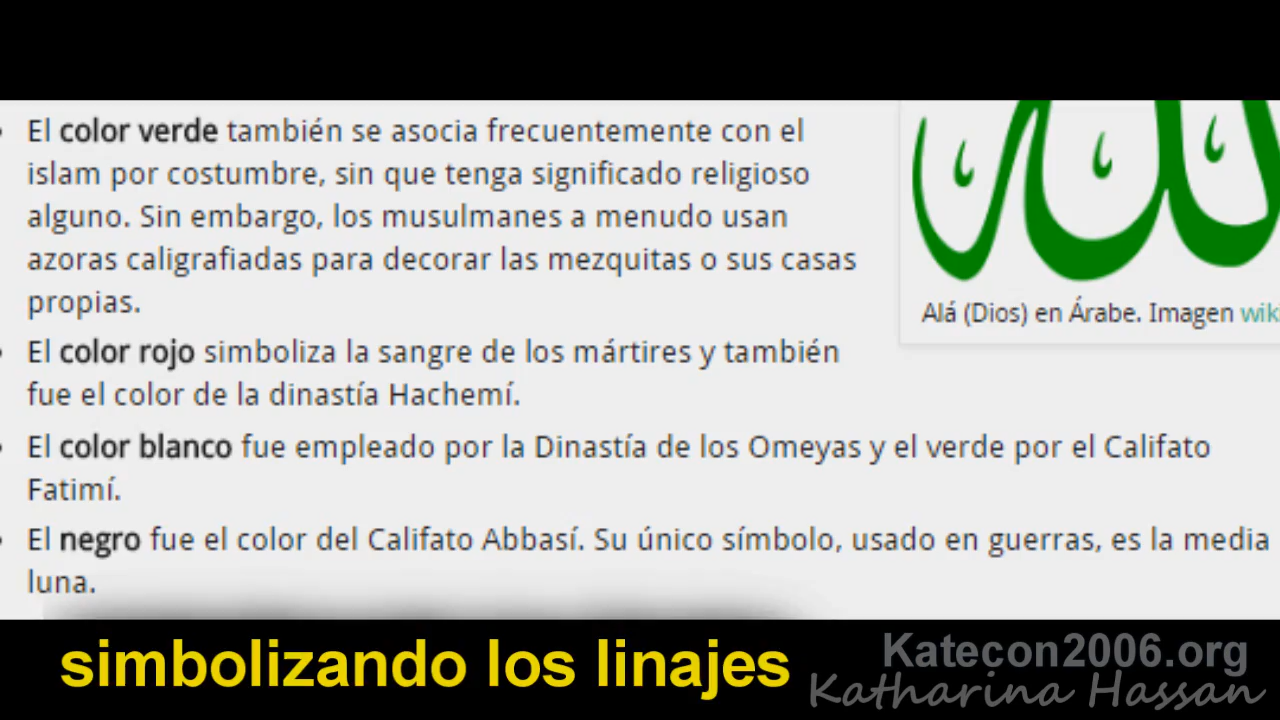 El color verde también se asocia frecuentemente con el
islam por costumbre, sin que tenga significado religioso
alguno. Sin embargo, los musulmanes a menudo usan
azoras caligrafiadas para decorar las mezquitas o sus casas
propias.
Alá (Dios) en Árabe. Imagen wiki
El color rojo simboliza la sangre de los mártires y también
fue el color de la dinastía Hachemí.
El color blanco fue empleado por la Dinastía de los Omeyas y el verde por el Califato
Fatimí.
El negro fue el color del Califato Abbasí. Su único símbolo, usado en guerras, es la media
luna.
simbolizando los linajes
Katecon2006.org
Katharina Hassan